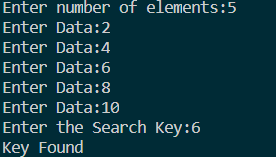 Enter number of elements:5
Enter Data:2
Enter Data:4
Enter Data:6
Enter Data:8
Enter Data:10
Enter the Search Key:6
Key Found